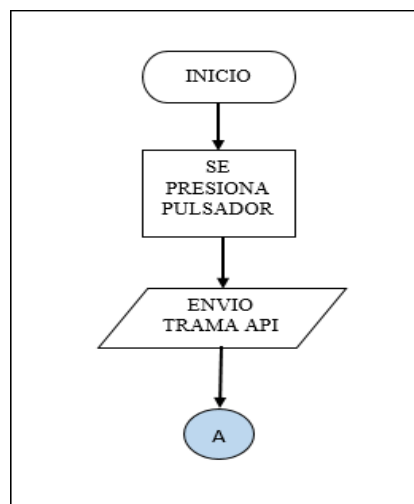 INICIO
SE
PRESIONA
PULSADOR
ENVIO
TRAMA API
A